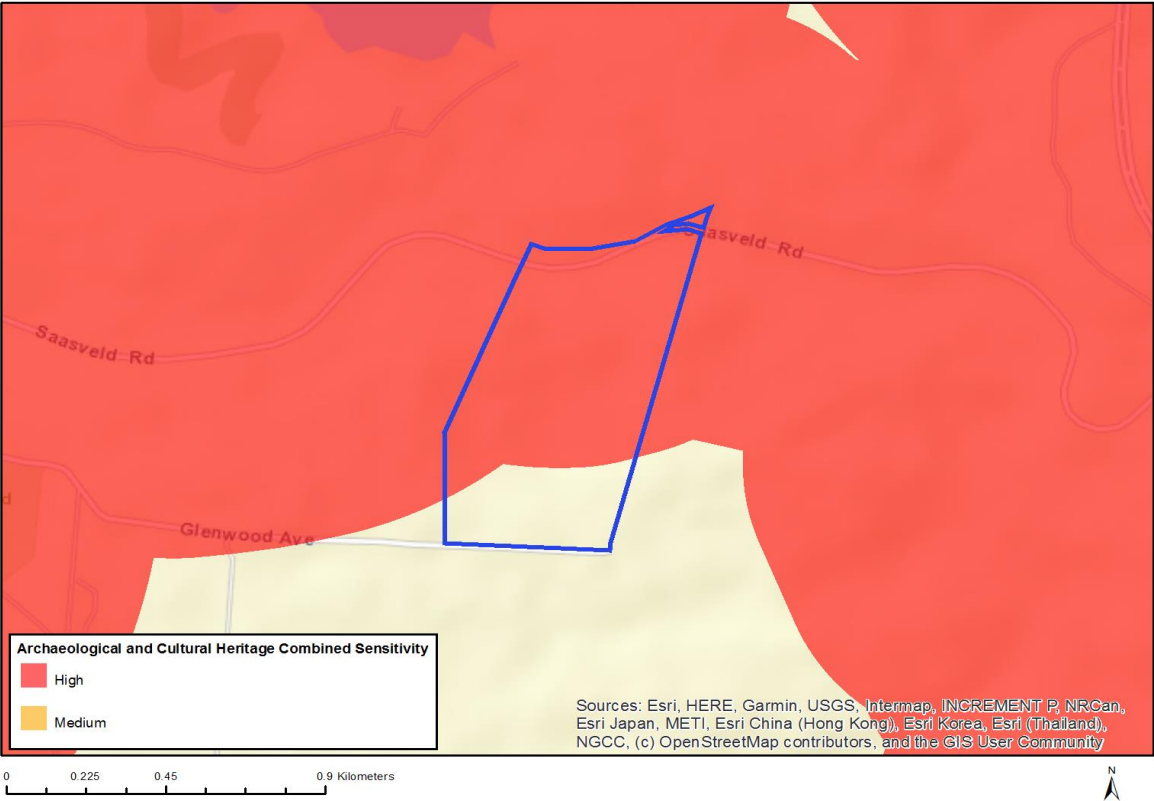 Saasveld Rd
Saasveld Rd
d
Glenwood Ave
Archaeological and Cultural Heritage Combined Sensitivity
High
Medium
Sources: Esri, HERE, Garmin, USGS, Intermap, INCREMENT P, NRCan,
Esri Japan, METI, Esri China (Hong Kong), Esri Korea, Esri (Thailand),
NGCC, (c) OpenStreetMap contributors, and the GIS User Community
0 0.225 0.45 0.9 Kilometers
N